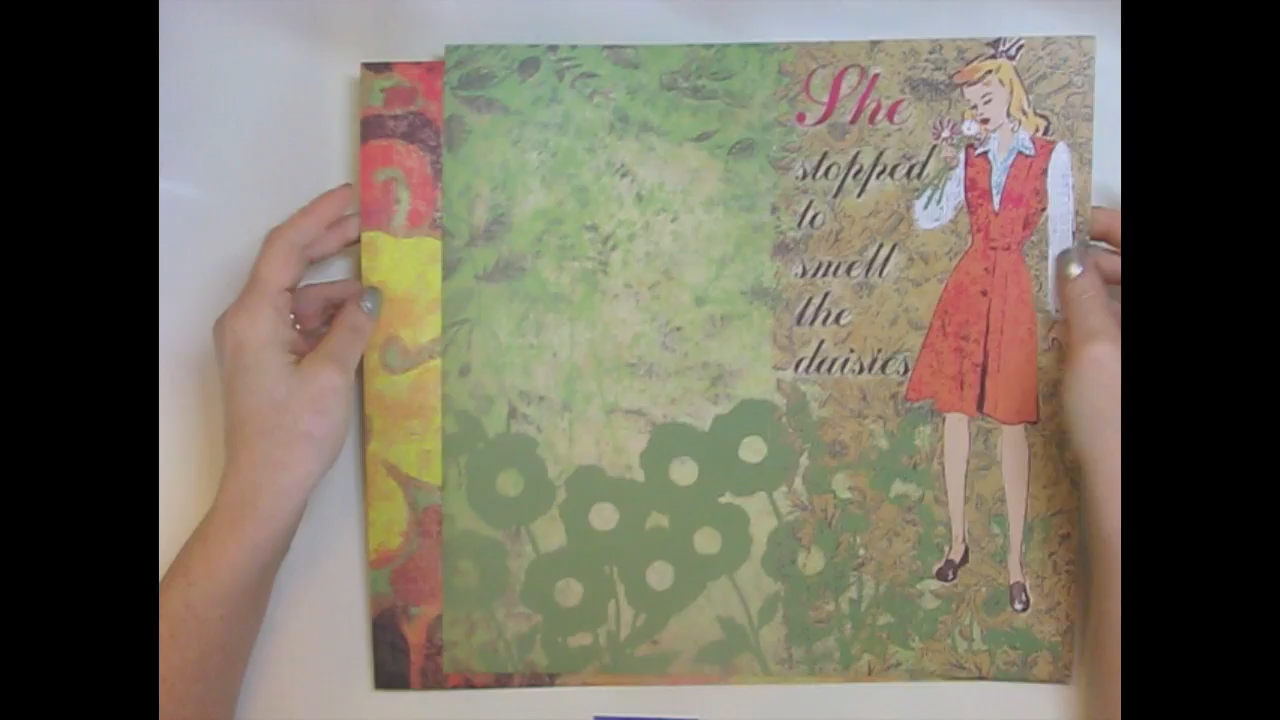 She
stopped
to
smell
the
daisies